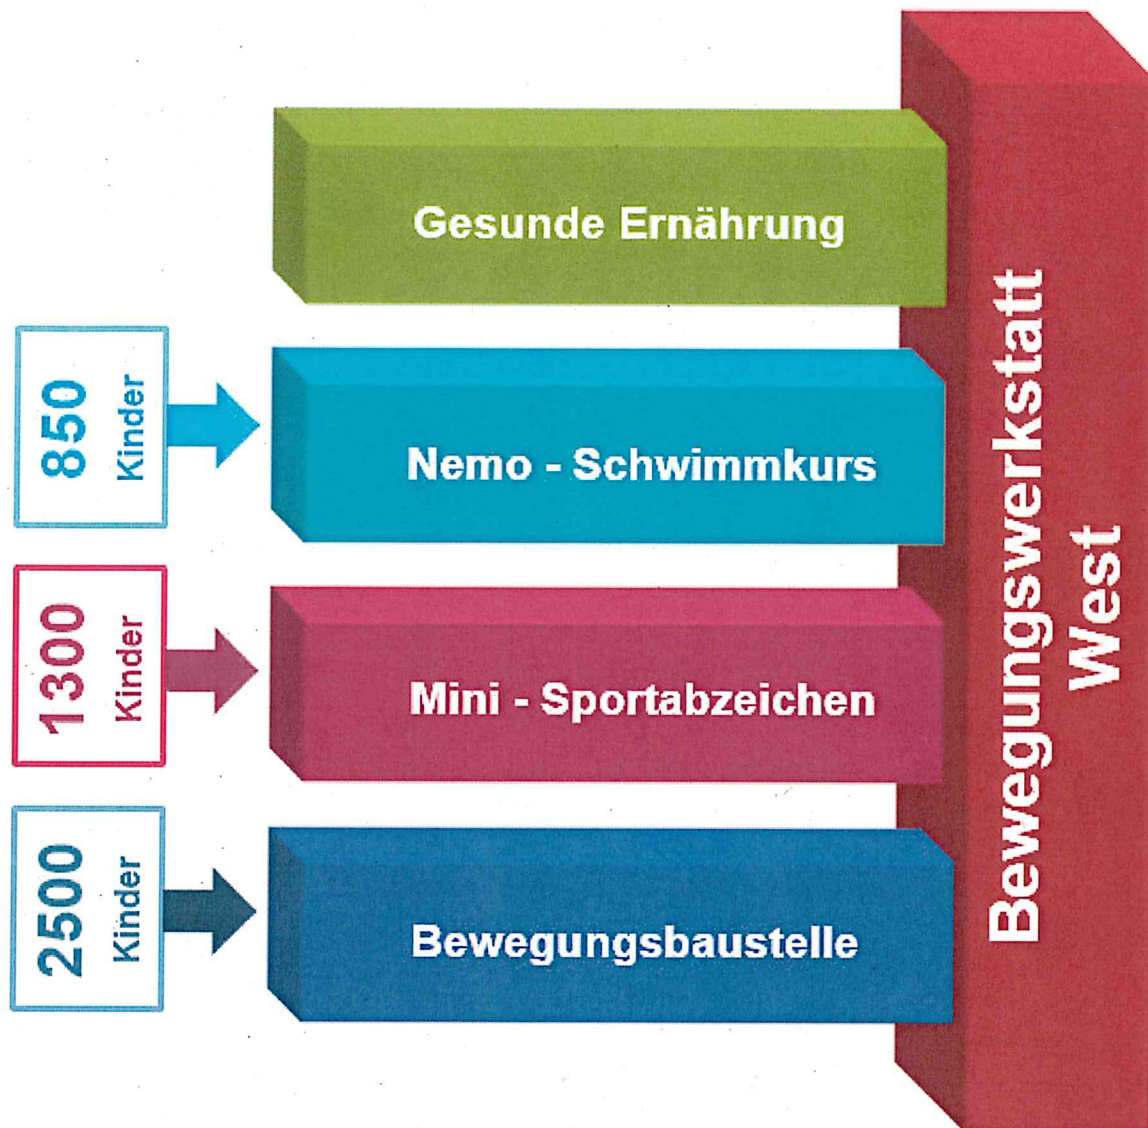 Gesunde Ernährung
850
Kinder
Nemo - Schwimmkurs
1300
Kinder
Mini - Sportabzeichen
2500
Kinder
Bewegungsbaustelle
Bewegungswerkstatt
West